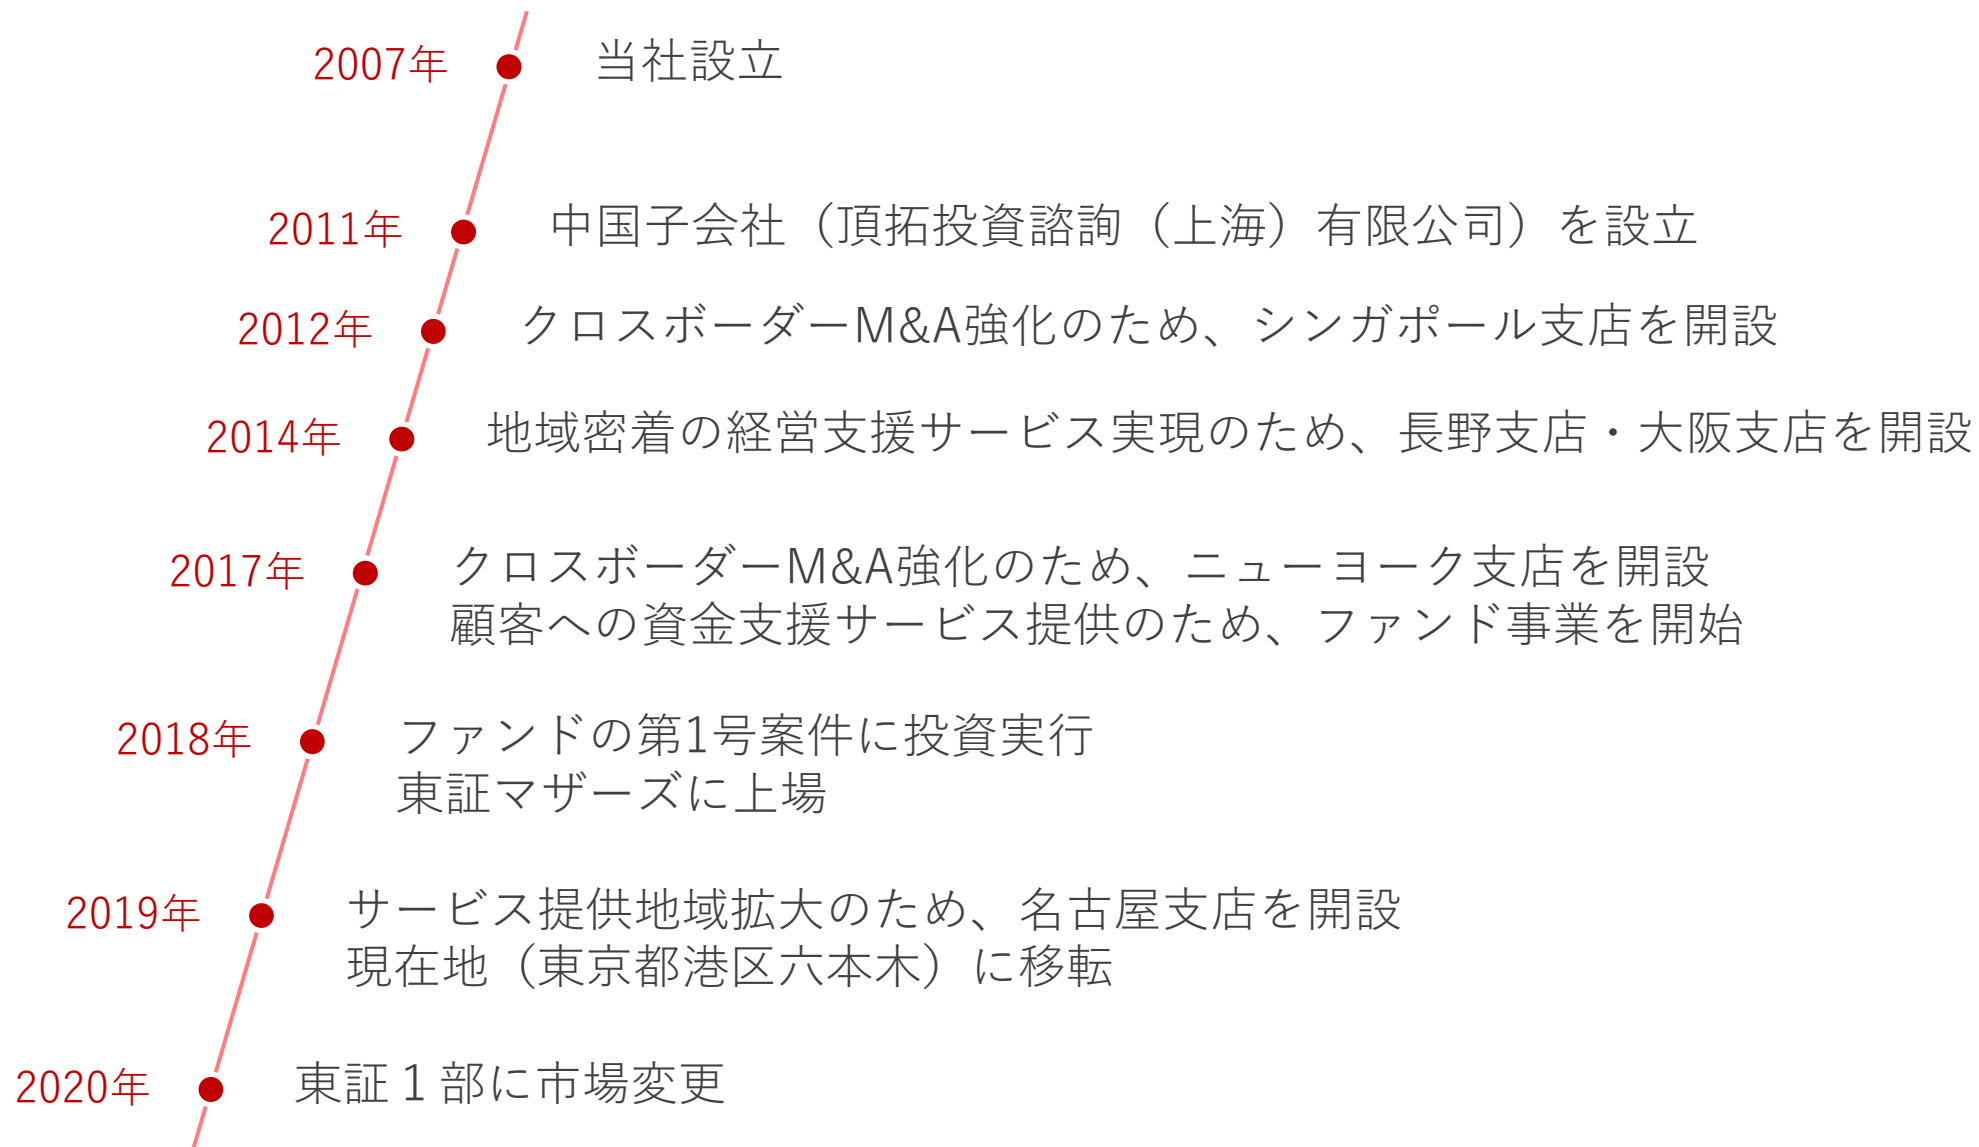 2007年 当社設立
2011年 中国子会社（頂拓投資諮詢（上海）有限公司）を設立
2012年 クロスボーダーM&A強化のため、シンガポール支店を開設
2014年 地域密着の経営支援サービス実現のため、長野支店・大阪支店を開設
2017年 クロスボーダーM&A強化のため、ニューヨーク支店を開設
顧客への資金支援サービス提供のため、ファンド事業を開始
2018年 ファンドの第1号案件に投資実行
東証マザーズに上場
2019年 サービス提供地域拡大のため、名古屋支店を開設
現在地（東京都港区六本木）に移転
2020年 東証１部に市場変更